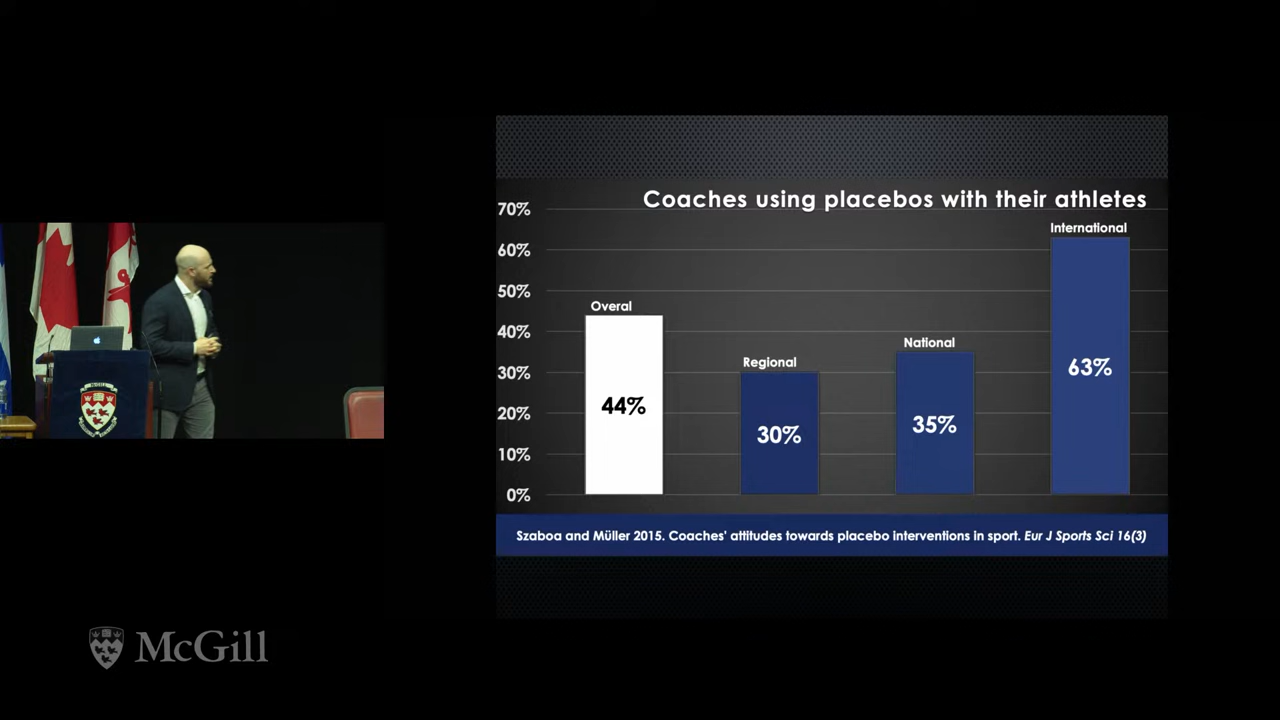 Coaches using placebos with their athletes
70%
60%
50%
40%
30%
20%
10%
0%
Overal
44%
Regional
30%
National
35%
International
63%
Szaboa and Müller 2015. Coaches' attitudes towards placebo interventions in sport. Eur J Sports Sci 16(3)
McGILL
McGill